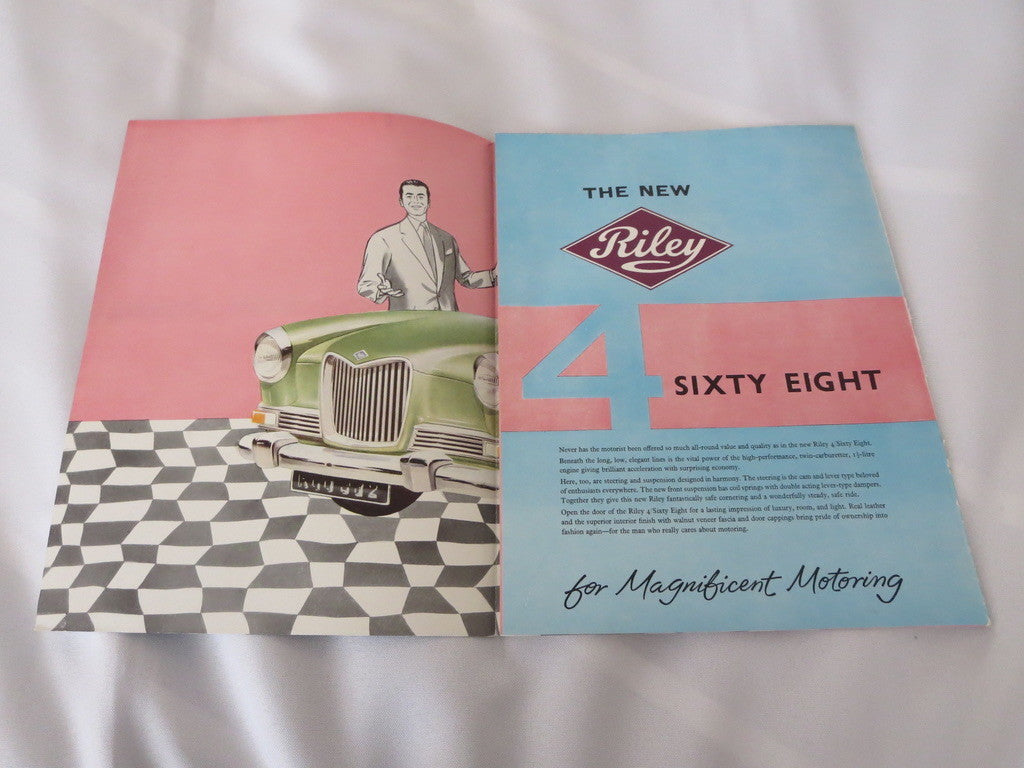 THE NEW
Riley
4
SIXTY EIGHT
Never has the motorist been offered so much all-round value and quality as in the new Riley 4/Sixty Eight.
Beneath the long, low, elegant lines is the vital power of the high-performance, twin-carburetter, 1½-litre
engine giving brilliant acceleration with surprising economy.
Here, too, are steering and suspension designed in harmony. The steering is the cam and lever type beloved
of enthusiasts everywhere. The new front suspension has coil springs with double acting lever-type dampers.
Together they give this new Riley fantastically safe cornering and a wonderfully steady, safe ride.
Open the door of the Riley 4/Sixty Eight for a lasting impression of luxury, room, and light. Real leather
and the superior interior finish with walnut veneer fascia and door cappings bring pride of ownership into
fashion again—for the man who really cares about motoring.
for Magnificent Motoring